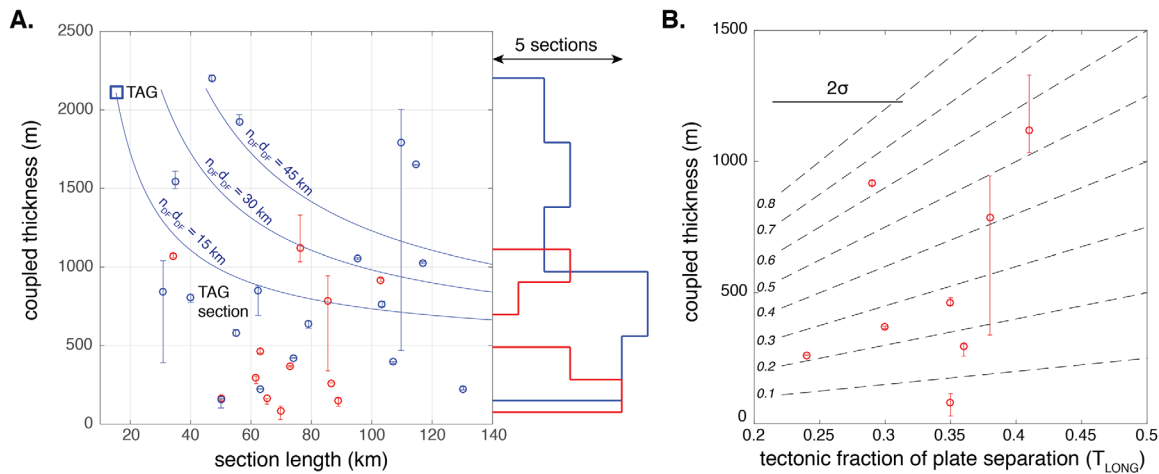 A.
5 sections
2500
2000
1500
1000
500
0
coupled thickness (m)
TAG
n_DF d_DF = 45 km
n_DF d_DF = 30 km
n_DF d_DF = 15 km
TAG
section
20 40 60 80 100 120 140
section length (km)
B.
1500
1000
500
0
coupled thickness (m)
2σ
0.8
0.7
0.6
0.5
0.4
0.3
0.2
0.1
0.2 0.25 0.3 0.35 0.4 0.45 0.5
tectonic fraction of plate separation (T_LONG)